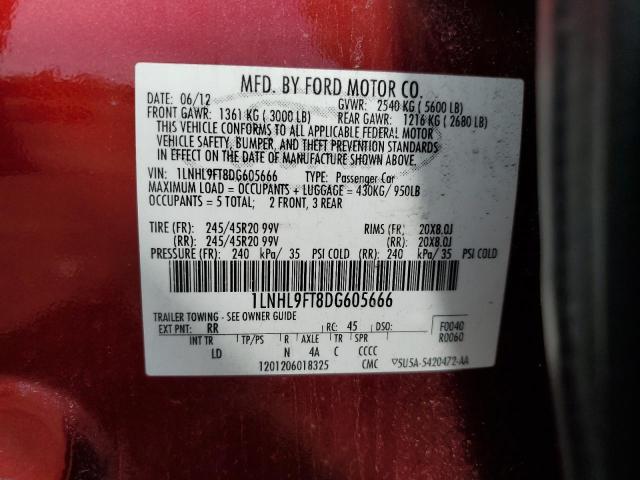 MFD. BY FORD MOTOR CO.
DATE: 06/12 GVWR: 2540 KG ( 5600 LB)
FRONT GAWR: 1361 KG ( 3000 LB) REAR GAWR: 1216 KG ( 2680 LB)
THIS VEHICLE CONFORMS TO ALL APPLICABLE FEDERAL MOTOR
VEHICLE SAFETY, BUMPER, AND THEFT PREVENTION STANDARDS
IN EFFECT ON THE DATE OF MANUFACTURE SHOWN ABOVE.
VIN: 1LNHL9FT8DG605666 TYPE: Passenger Car
MAXIMUM LOAD = OCCUPANTS + LUGGAGE = 430KG/ 950LB
OCCUPANTS = 5 TOTAL; 2 FRONT, 3 REAR
TIRE (FR): 245/45R20 99V RIMS (FR): 20X8.0J
(RR): 245/45R20 99V (RR): 20X8.0J
PRESSURE (FR): 240 kPa/ 35 PSI COLD (RR): 240 kPa/ 35 PSI COLD
1LNHL9FT8DG605666
TRAILER TOWING - SEE OWNER GUIDE
EXT PNT: RR RC: 45 DSO: F0040
R0060
INT TR TP/PS R AXLE TR SPR
LD N 4A C CCCC
1201206018325 CMC ▽5U5A-5420472-AA